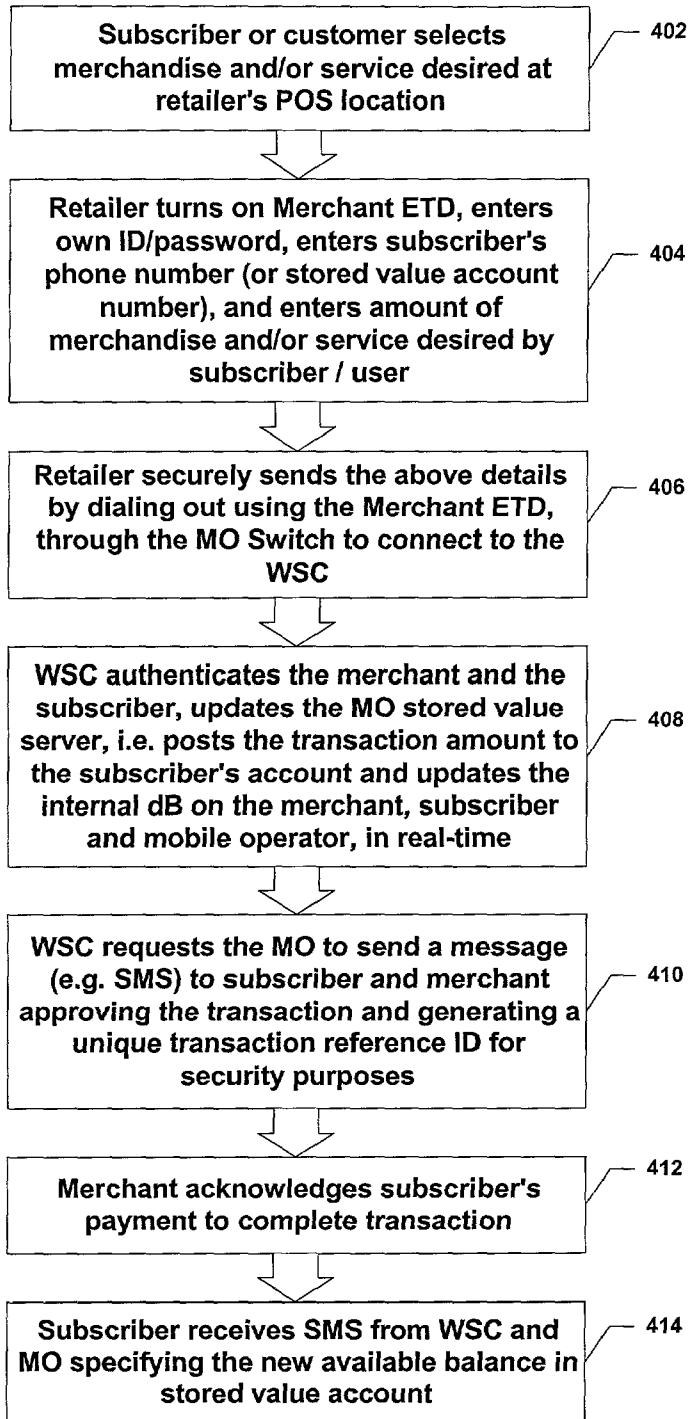 Subscriber or customer selects
merchandise and/or service desired at
retailer's POS location
402
Retailer turns on Merchant ETD, enters
own ID/password, enters subscriber's
phone number (or stored value account
number), and enters amount of
merchandise and/or service desired by
subscriber / user
404
Retailer securely sends the above details
by dialing out using the Merchant ETD,
through the MO Switch to connect to the
WSC
406
WSC authenticates the merchant and the
subscriber, updates the MO stored value
server, i.e. posts the transaction amount to
the subscriber's account and updates the
internal dB on the merchant, subscriber
and mobile operator, in real-time
408
WSC requests the MO to send a message
(e.g. SMS) to subscriber and merchant
approving the transaction and generating a
unique transaction reference ID for
security purposes
410
Merchant acknowledges subscriber's
payment to complete transaction
412
Subscriber receives SMS from WSC and
MO specifying the new available balance in
stored value account
414